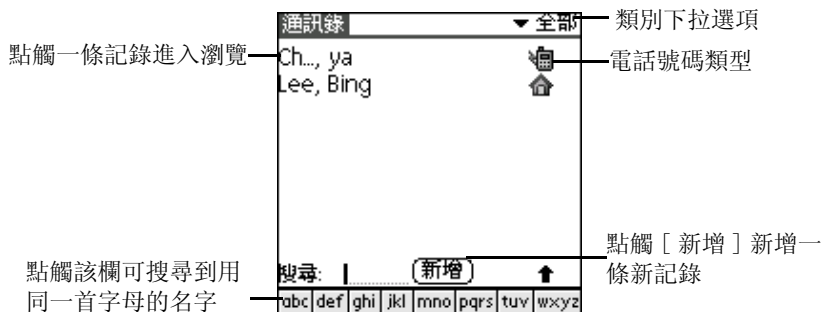 通訊錄 全部
類別下拉選項
點觸一條記錄進入瀏覽
Ch..., ya
電話號碼類型
Lee, Bing
點觸［新增］新增一
條新記錄
點觸該欄可搜尋到用
同一首字母的名字
搜尋: 新增
abc def ghi jkl mno pqrs tuv wxyz